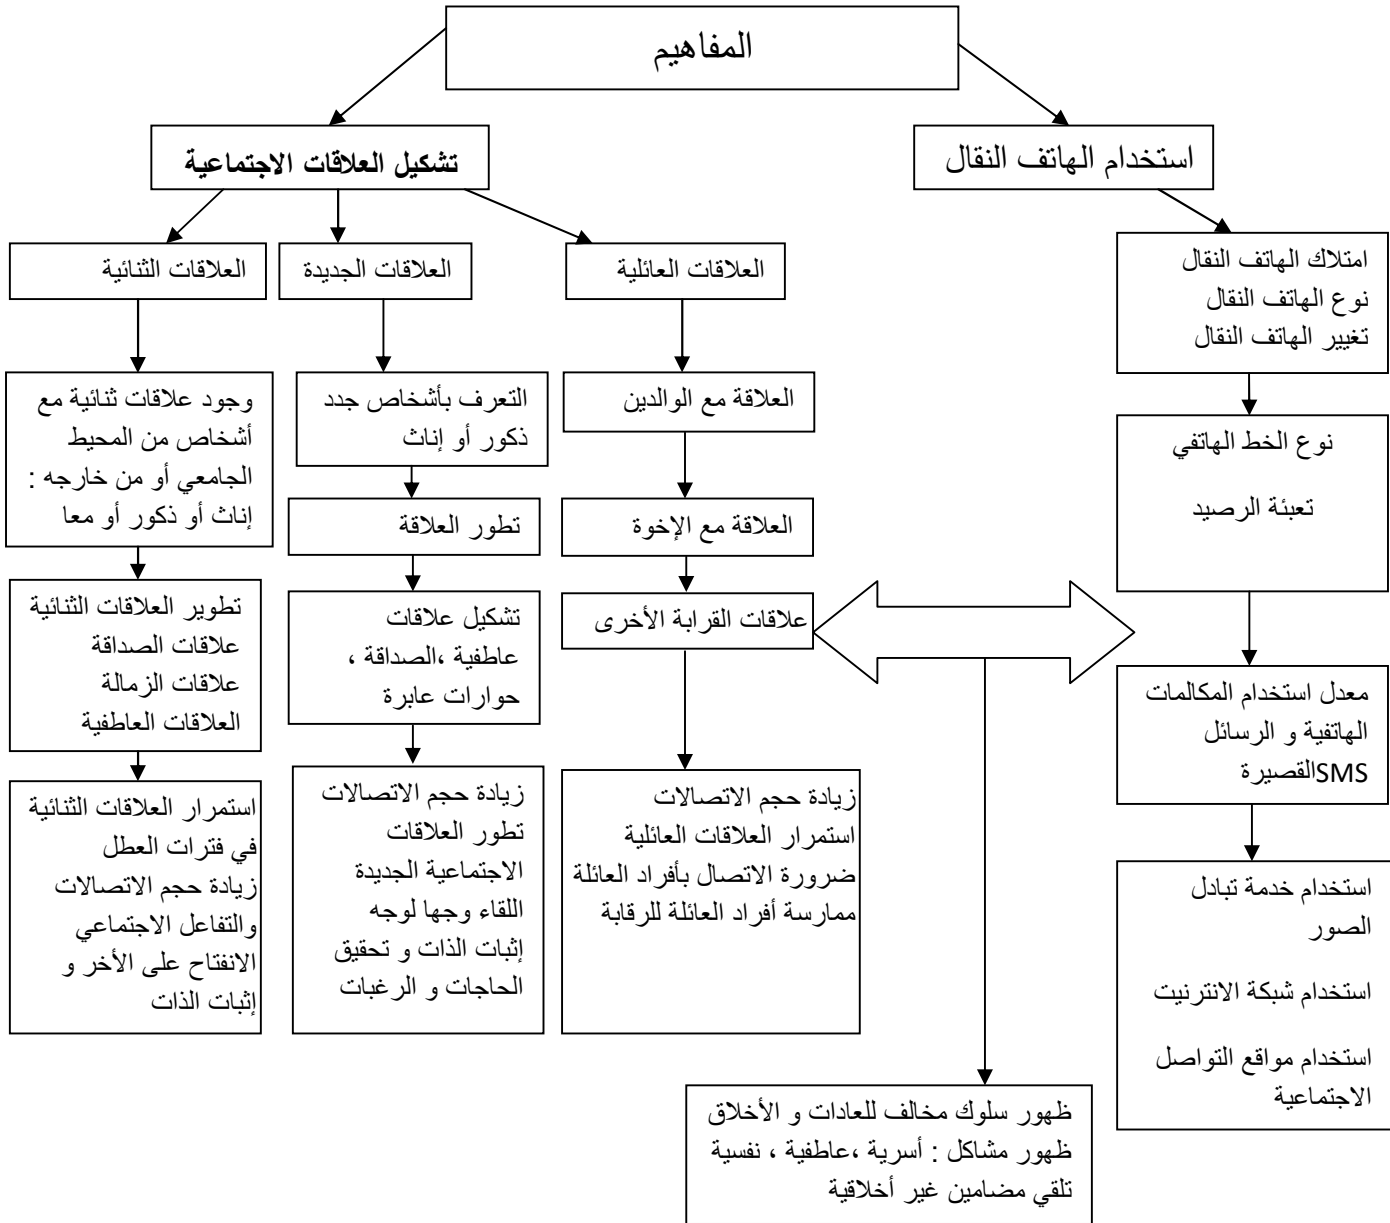 المفاهيم
استخدام الهاتف النقال
تشكيل العلاقات الاجتماعية
امتلاك الهاتف النقال
نوع الهاتف النقال
تغيير الهاتف النقال
نوع الخط الهاتفي
تعبئة الرصيد
معدل استخدام المكالمات
الهاتفية و الرسائل
SMSالقصيرة
استخدام خدمة تبادل
الصور
استخدام شبكة الانترنيت
استخدام مواقع التواصل
الاجتماعية
العلاقات العائلية
العلاقة مع الوالدين
العلاقة مع الإخوة
علاقات القرابة الأخرى
زيادة حجم الاتصالات
استمرار العلاقات العائلية
ضرورة الاتصال بأفراد العائلة
ممارسة أفراد العائلة للرقابة
العلاقات الجديدة
التعرف بأشخاص جدد
ذكور أو إناث
تطور العلاقة
تشكيل علاقات
عاطفية ،الصداقة ،
حوارات عابرة
زيادة حجم الاتصالات
تطور العلاقات
الاجتماعية الجديدة
اللقاء وجها لوجه
إثبات الذات و تحقيق
الحاجات و الرغبات
العلاقات الثنائية
وجود علاقات ثنائية مع
أشخاص من المحيط
الجامعي أو من خارجه :
إناث أو ذكور أو معا
تطوير العلاقات الثنائية
علاقات الصداقة
علاقات الزمالة
العلاقات العاطفية
استمرار العلاقات الثنائية
في فترات العطل
زيادة حجم الاتصالات
والتفاعل الاجتماعي
الانفتاح على الأخر و
إثبات الذات
ظهور سلوك مخالف للعادات و الأخلاق
ظهور مشاكل : أسرية ،عاطفية ، نفسية
تلقي مضامين غير أخلاقية